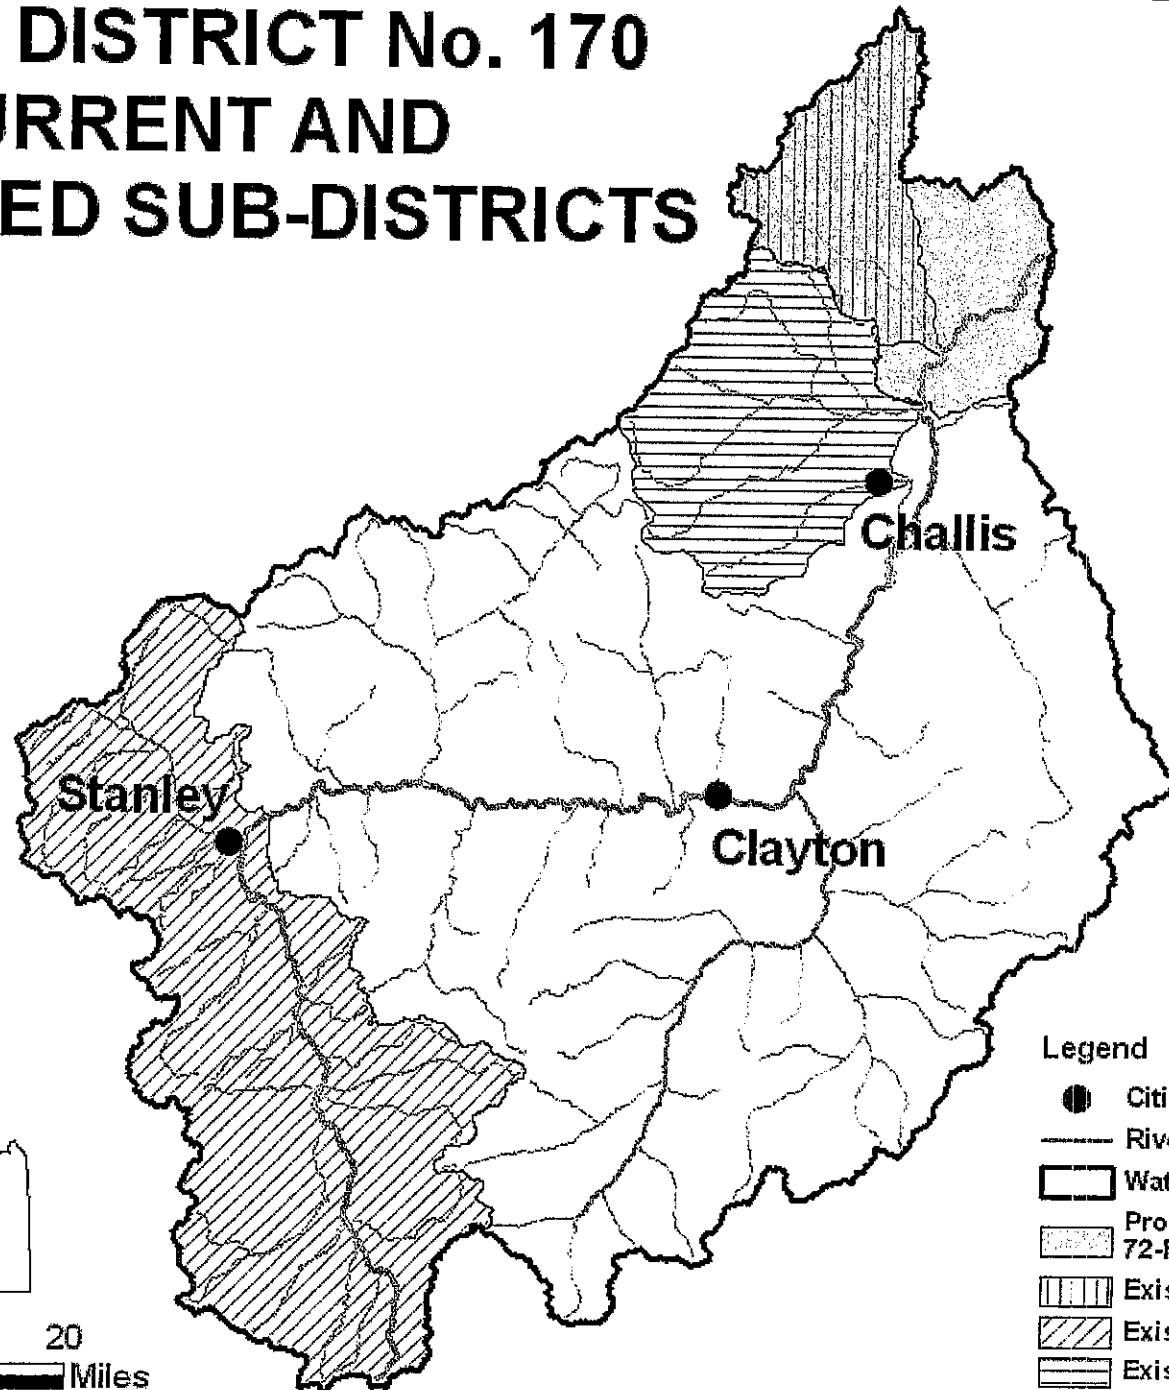 DISTRICT No. 170
URRENT AND
ED SUB-DISTRICTS
Challis
Stanley
Clayton
Legend
Citi
Riv
Wat
Pro
72-
Exis
Exis
Exis
20
Miles